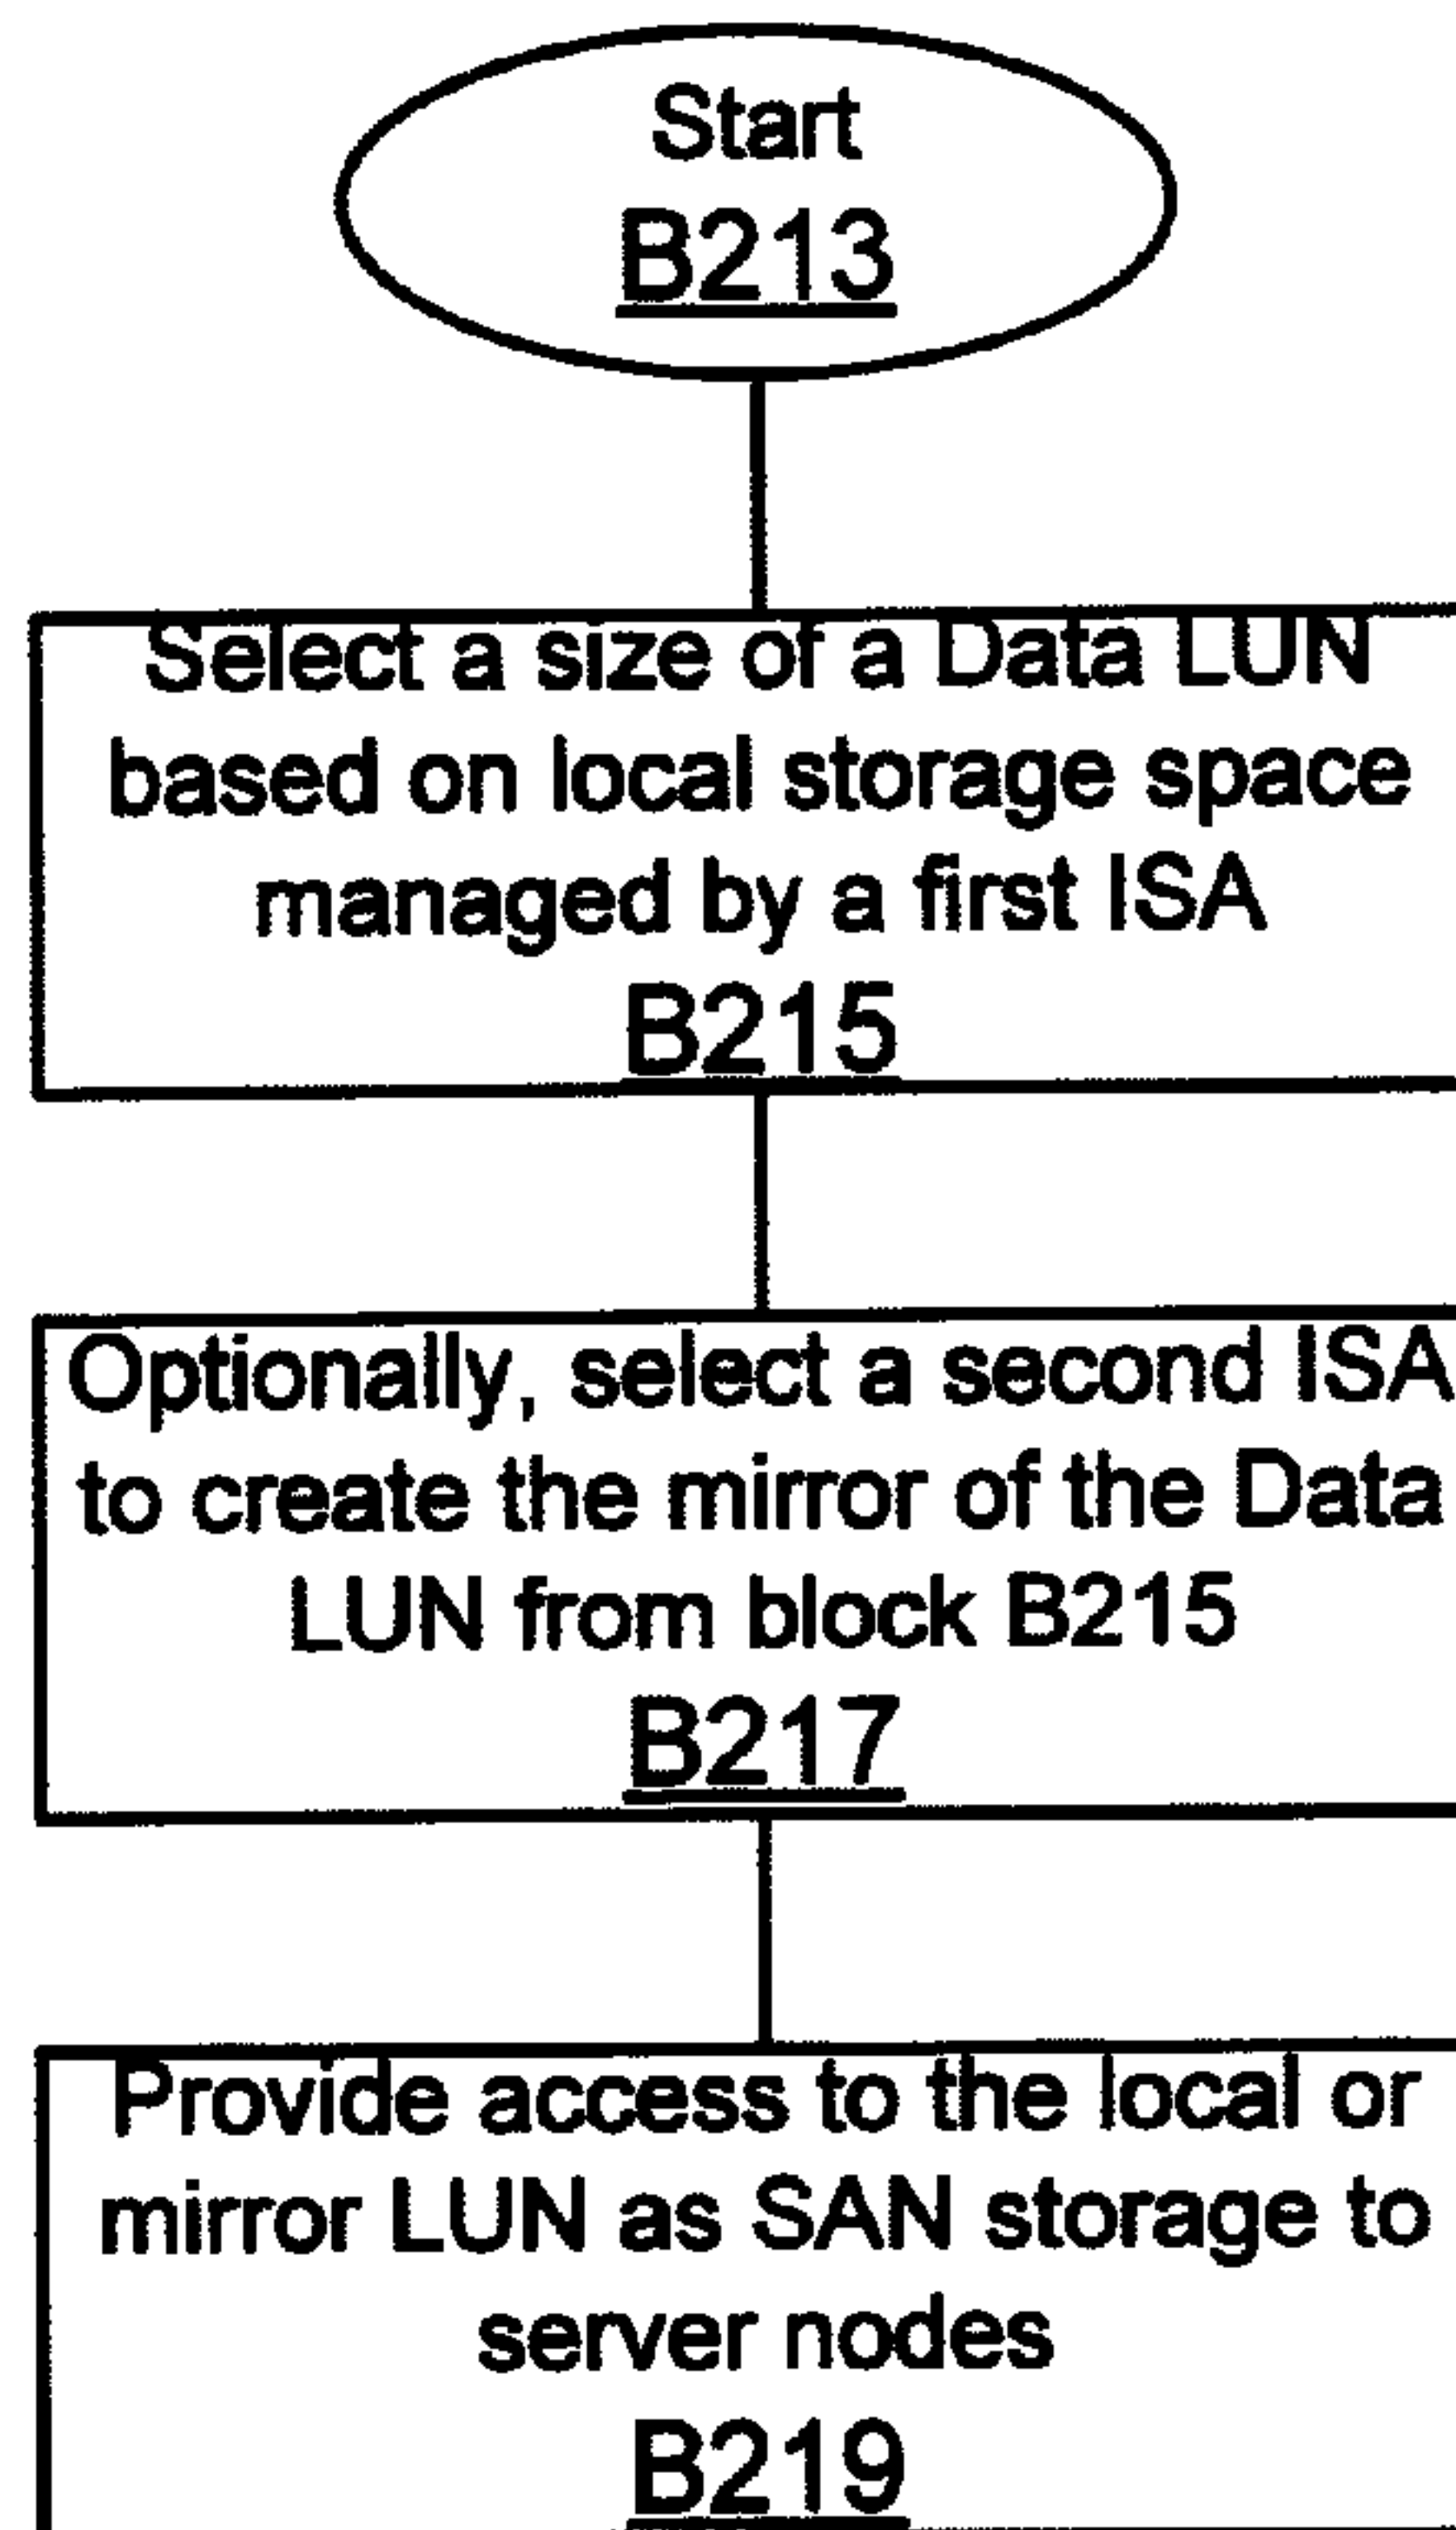 Start
B213
Select a size of a Data LUN
based on local storage space
managed by a first ISA
B215
Optionally, select a second ISA
to create the mirror of the Data
LUN from block B215
B217
Provide access to the local or
mirror LUN as SAN storage to
server nodes
B219